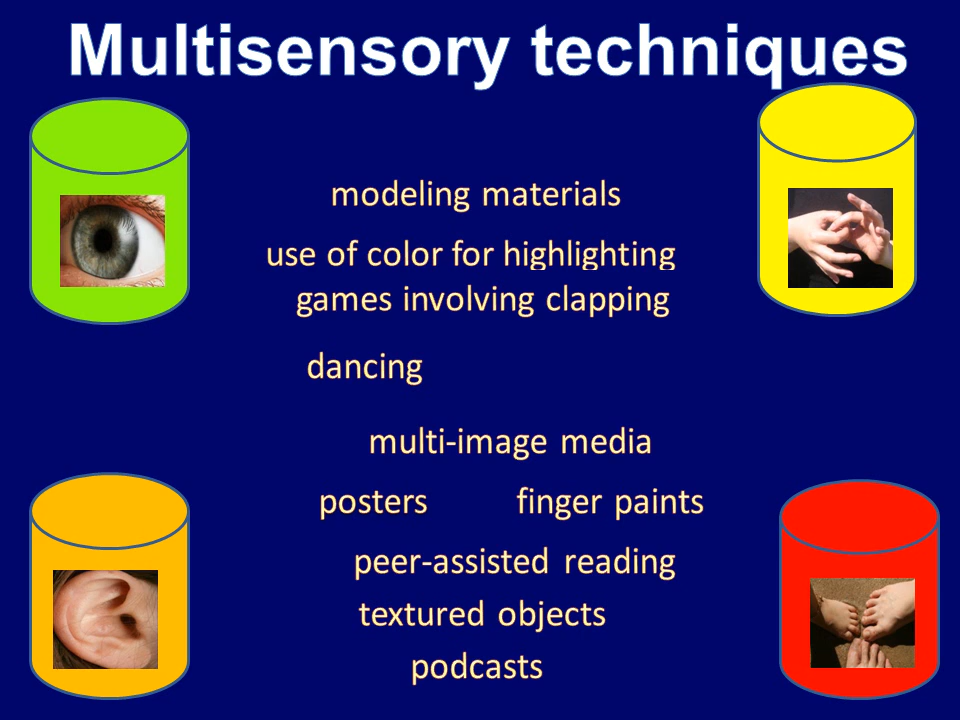 Multisensory techniques
modeling materials
use of color for highlighting
games involving clapping
dancing
multi-image media
posters finger paints
peer-assisted reading
textured objects
podcasts